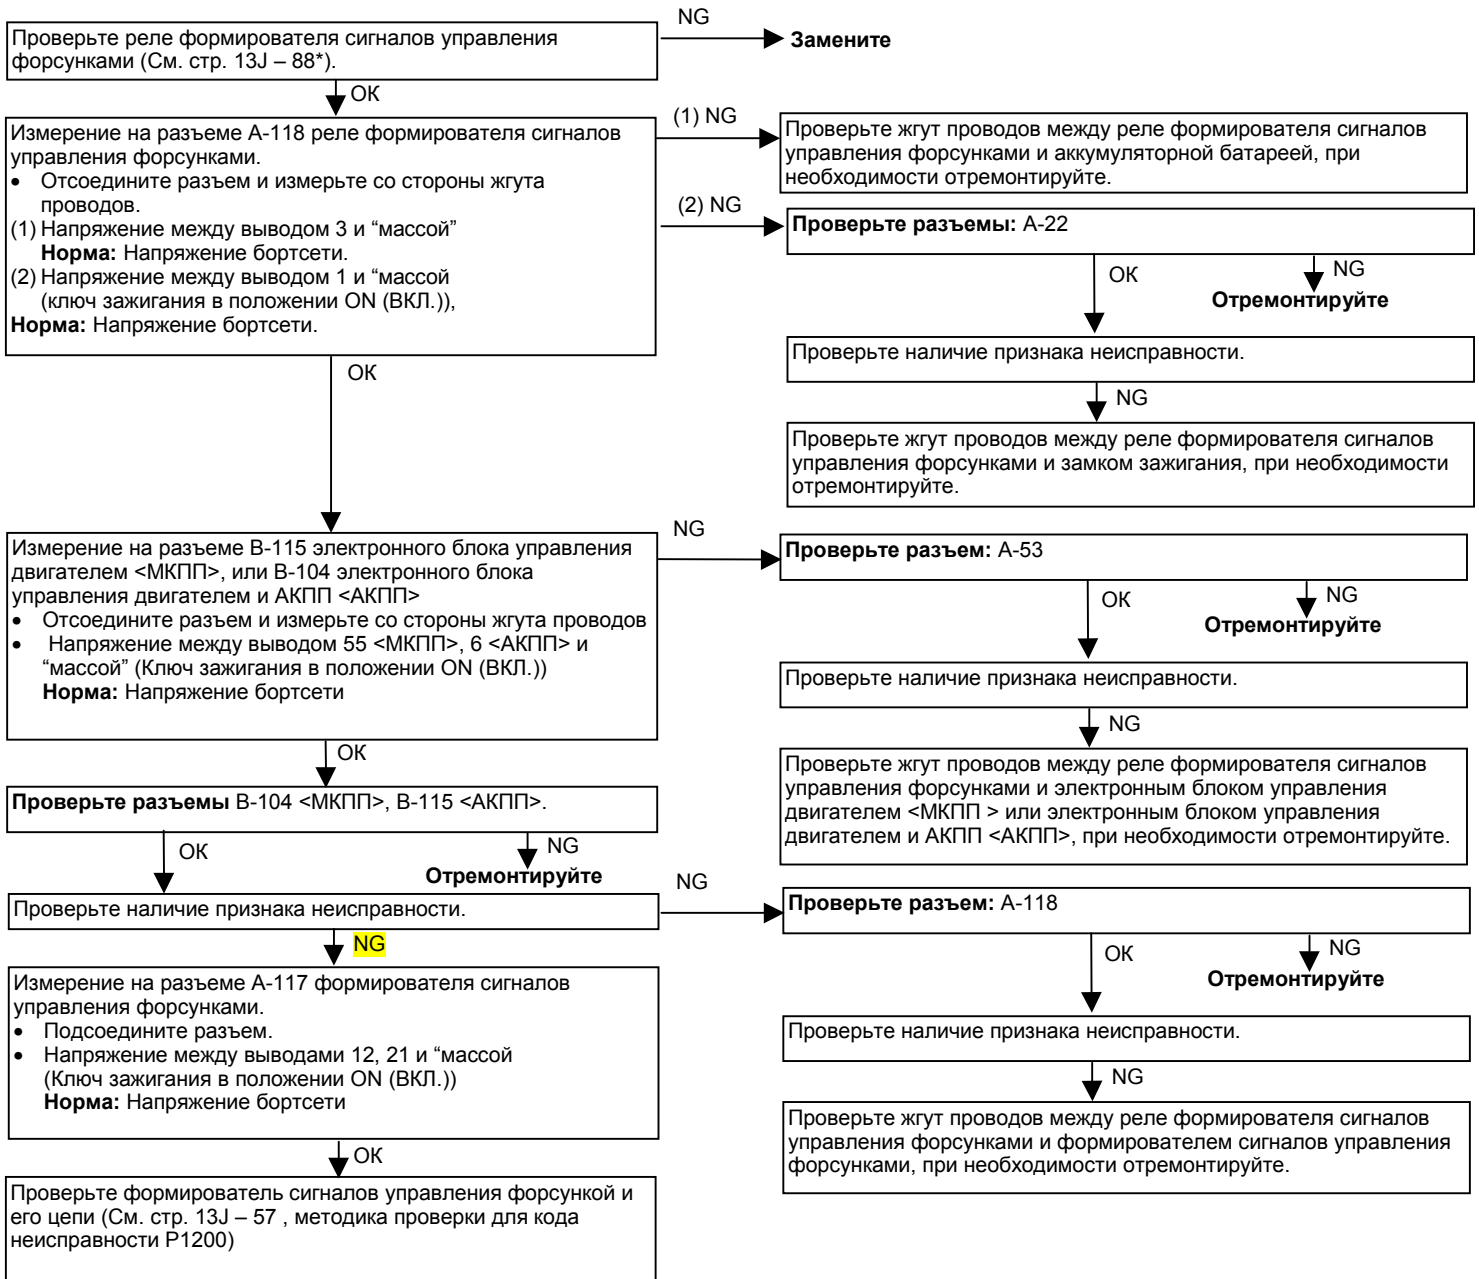 NG
Проверьте реле формирователя сигналов управления
форсунками (См. стр. 13J – 88*).
Замените
ОК
Измерение на разъеме А-118 реле формирователя сигналов
управления форсунками.
• Отсоедините разъем и измерьте со стороны жгута
проводов.
(1) Напряжение между выводом 3 и “массой”
Норма: Напряжение бортсети.
(2) Напряжение между выводом 1 и “массой
(ключ зажигания в положении ON (ВКЛ.)),
Норма: Напряжение бортсети.
(1) NG
Проверьте жгут проводов между реле формирователя сигналов
управления форсунками и аккумуляторной батареей, при
необходимости отремонтируйте.
(2) NG
Проверьте разъемы: А-22
ОК
NG
Отремонтируйте
Проверьте наличие признака неисправности.
NG
Проверьте жгут проводов между реле формирователя сигналов
управления форсунками и замком зажигания, при необходимости
отремонтируйте.
ОК
Измерение на разъеме В-115 электронного блока управления
двигателем <МКПП>, или В-104 электронного блока
управления двигателем и АКПП <АКПП>
• Отсоедините разъем и измерьте со стороны жгута проводов
• Напряжение между выводом 55 <МКПП>, 6 <АКПП> и
“массой” (Ключ зажигания в положении ON (ВКЛ.))
Норма: Напряжение бортсети
NG
Проверьте разъем: А-53
ОК
NG
Отремонтируйте
Проверьте наличие признака неисправности.
NG
Проверьте жгут проводов между реле формирователя сигналов
управления форсунками и электронным блоком управления
двигателем <МКПП > или электронным блоком управления
двигателем и АКПП <АКПП>, при необходимости отремонтируйте.
ОК
Проверьте разъемы В-104 <МКПП>, В-115 <АКПП>.
ОК
NG
Отремонтируйте
Проверьте наличие признака неисправности.
NG
Проверьте разъем: А-118
ОК
NG
Отремонтируйте
Проверьте наличие признака неисправности.
NG
Проверьте жгут проводов между реле формирователя сигналов
управления форсунками и формирователем сигналов управления
форсунками, при необходимости отремонтируйте.
NG
Измерение на разъеме А-117 формирователя сигналов
управления форсунками.
• Подсоедините разъем.
• Напряжение между выводами 12, 21 и “массой
(Ключ зажигания в положении ON (ВКЛ.))
Норма: Напряжение бортсети
ОК
Проверьте формирователь сигналов управления форсункой и
его цепи (См. стр. 13J – 57 , методика проверки для кода
неисправности Р1200)